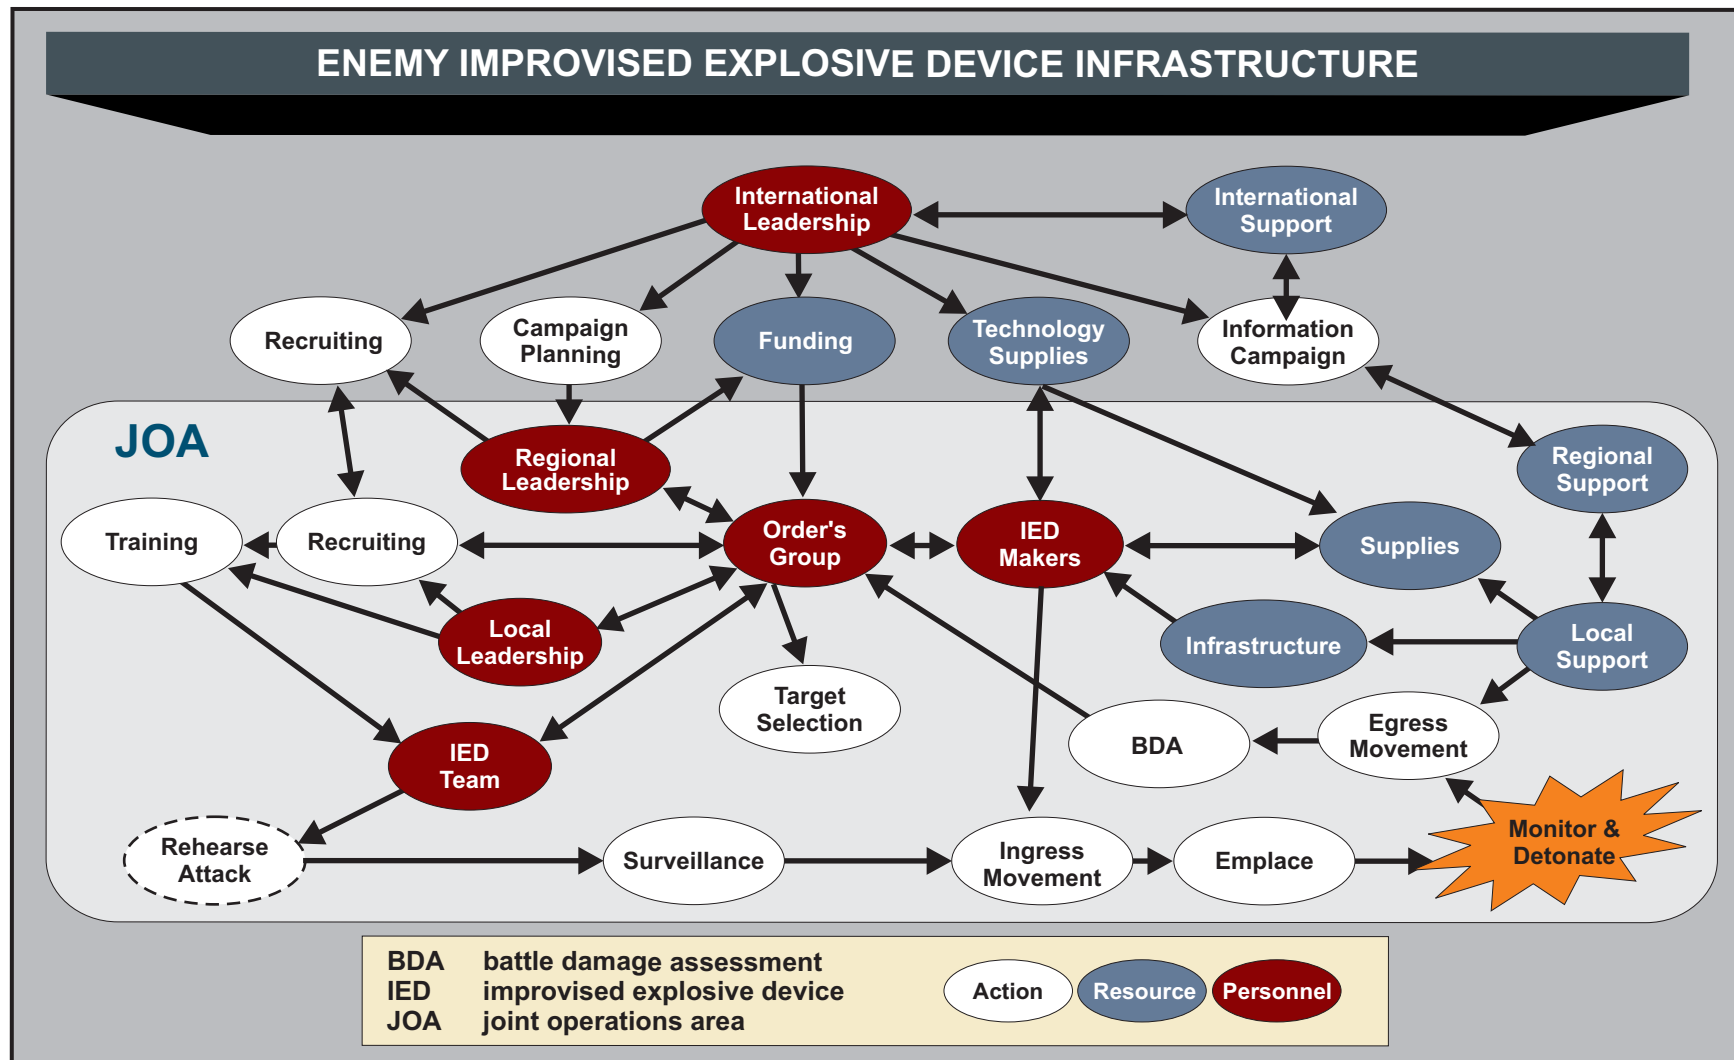 ENEMY IMPROVISED EXPLOSIVE DEVICE INFRASTRUCTURE
International
Leadership
International
Support
Recruiting
Campaign
Planning
Funding
Technology
Supplies
Information
Campaign
JOA
Regional
Leadership
Regional
Support
Training
Recruiting
Order's
Group
IED
Makers
Supplies
Local
Leadership
Infrastructure
Local
Support
Target
Selection
BDA
Egress
Movement
IED
Team
Rehearse
Attack
Surveillance
Ingress
Movement
Emplace
Monitor &
Detonate
BDA battle damage assessment
IED improvised explosive device
JOA joint operations area
Action
Resource
Personnel